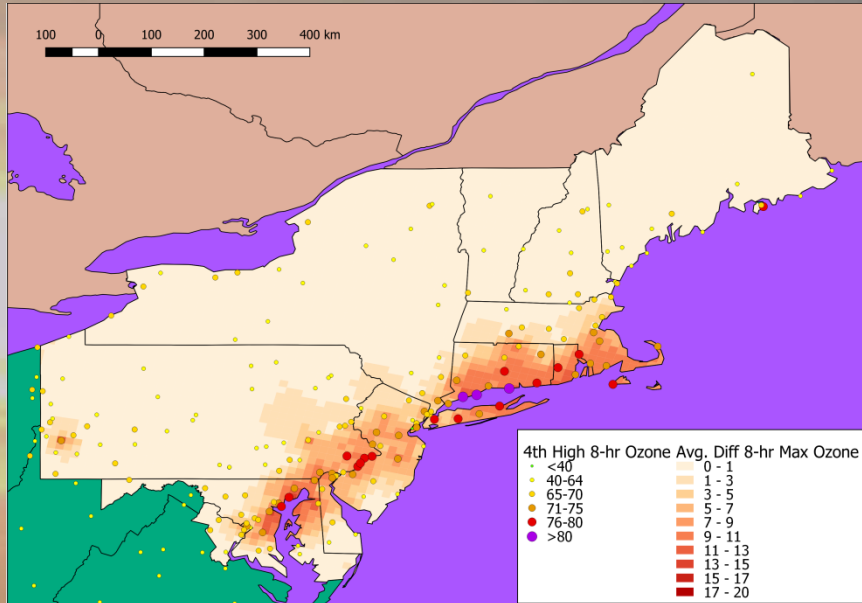 100 0 100 200 300 400 km
4th High 8-hr Ozone Avg. Diff 8-hr Max Ozone
<40 0 - 1
40-64 1 - 3
65-70 3 - 5
71-75 5 - 7
76-80 7 - 9
>80 9 - 11
11 - 13
13 - 15
15 - 17
17 - 20